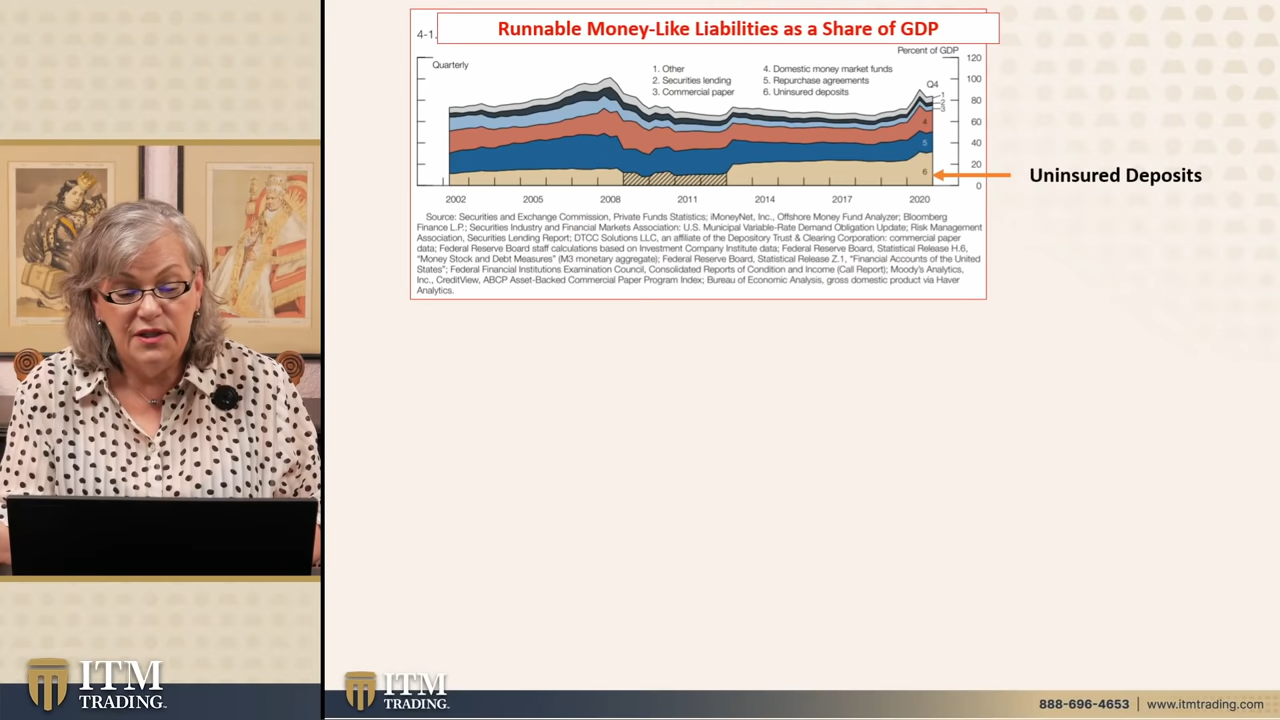 Runnable Money-Like Liabilities as a Share of GDP
4-1.
Percent of GDP
Quarterly
1. Other
2. Securities lending
3. Commercial paper
4. Domestic money market funds
5. Repurchase agreements
6. Uninsured deposits
120
100
80
60
40
20
0
Q4
1
2
3
4
5
6
2002 2005 2008 2011 2014 2017 2020
Uninsured Deposits
Source: Securities and Exchange Commission, Private Funds Statistics; iMoneyNet, Inc., Offshore Money Fund Analyzer; Bloomberg
Finance L.P.; Securities Industry and Financial Markets Association: U.S. Municipal Variable-Rate Demand Obligation Update; Risk Management
Association, Securities Lending Report; DTCC Solutions LLC, an affiliate of the Depository Trust & Clearing Corporation: commercial paper
data; Federal Reserve Board staff calculations based on Investment Company Institute data; Federal Reserve Board, Statistical Release H.6,
“Money Stock and Debt Measures” (M3 monetary aggregate); Federal Reserve Board, Statistical Release Z.1, “Financial Accounts of the United
States”; Federal Financial Institutions Examination Council, Consolidated Reports of Condition and Income (Call Report); Moody’s Analytics,
Inc., CreditView, ABCP Asset-Backed Commercial Paper Program Index; Bureau of Economic Analysis, gross domestic product via Haver
Analytics.
ITM
TRADING™
ITM
TRADING™
888-696-4653 | www.itmtrading.com